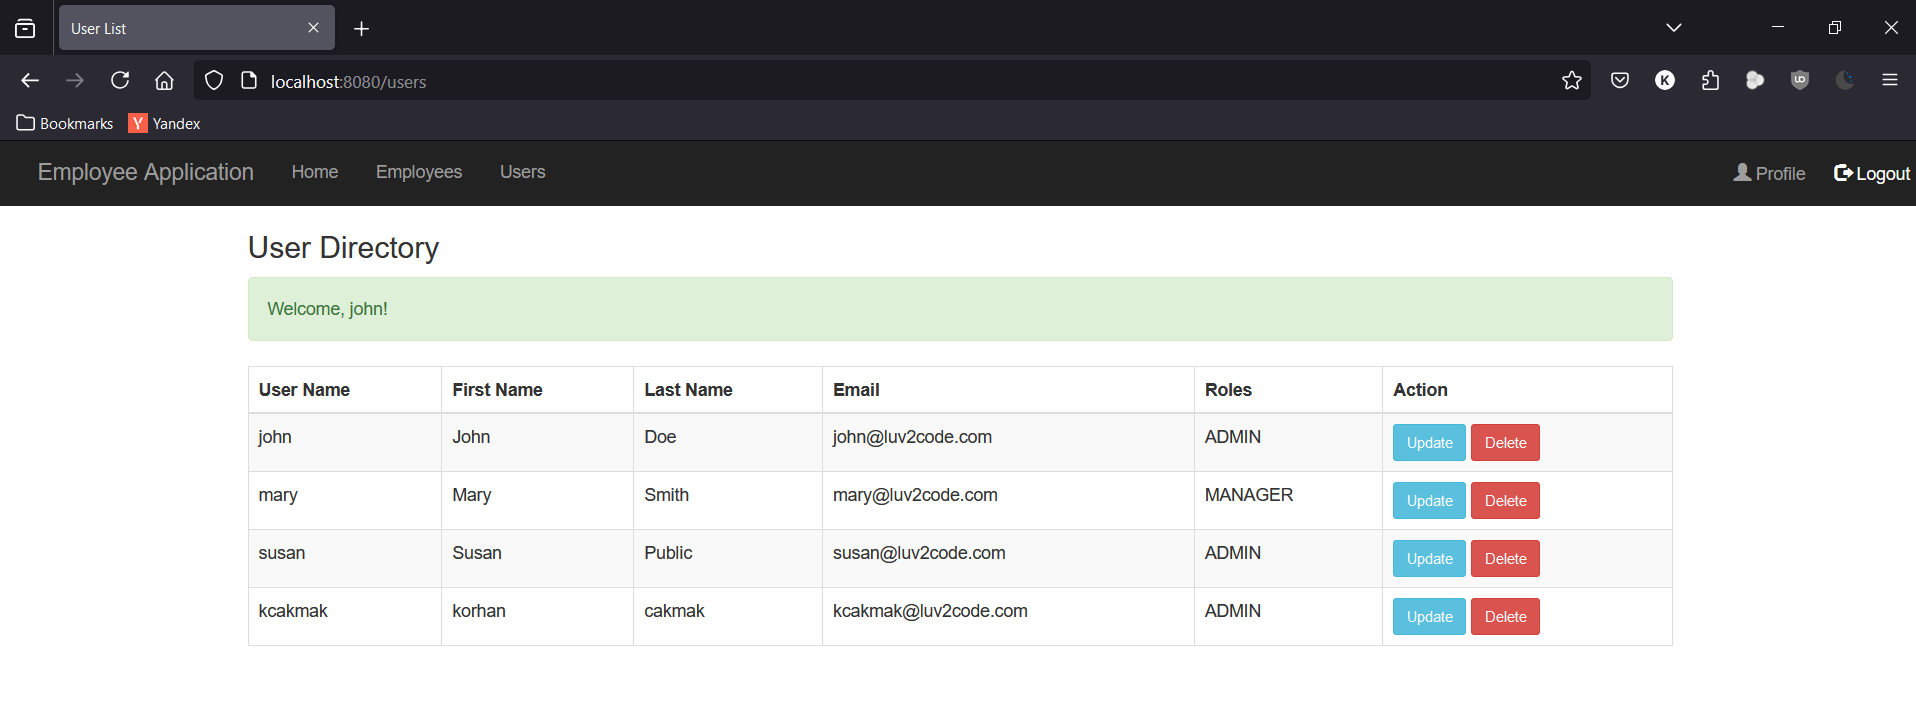 User List
localhost:8080/users
K
Bookmarks Y Yandex
Employee Application Home Employees Users Profile Logout
User Directory
Welcome, john!
User Name First Name Last Name Email Roles Action
john John Doe john@luv2code.com ADMIN Update Delete
mary Mary Smith mary@luv2code.com MANAGER Update Delete
susan Susan Public susan@luv2code.com ADMIN Update Delete
kcakmak korhan cakmak kcakmak@luv2code.com ADMIN Update Delete